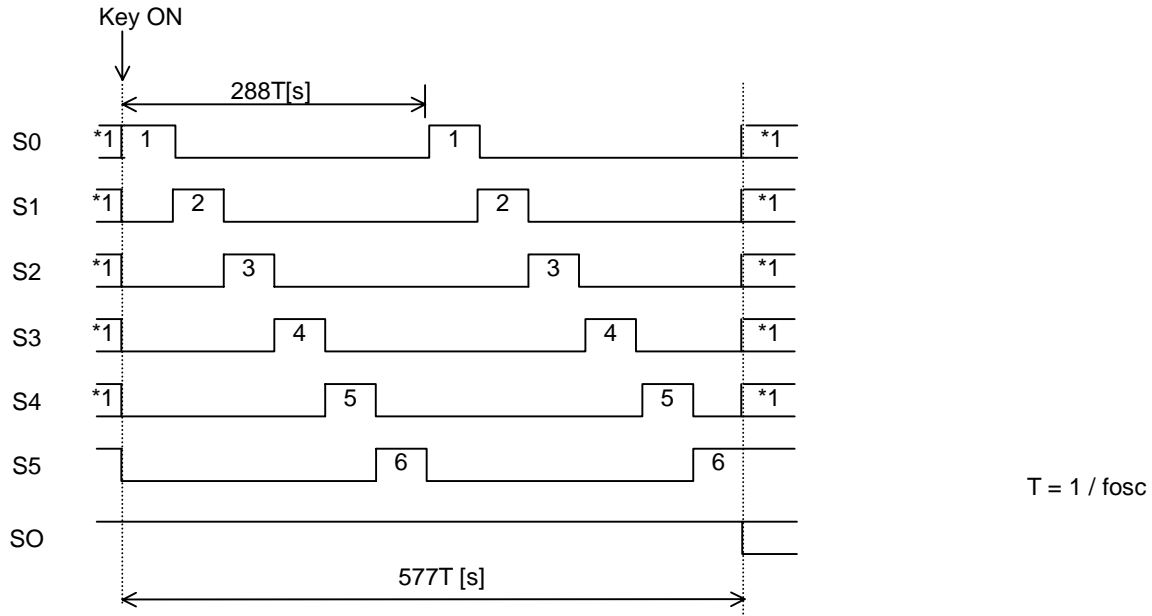 Key ON
288T[s]
S0 *1 1 1 *1
S1 *1 2 2 *1
S2 *1 3 3 *1
S3 *1 4 4 *1
S4 *1 5 5 *1
S5 6 6
T = 1 / fosc
SO
577T [s]